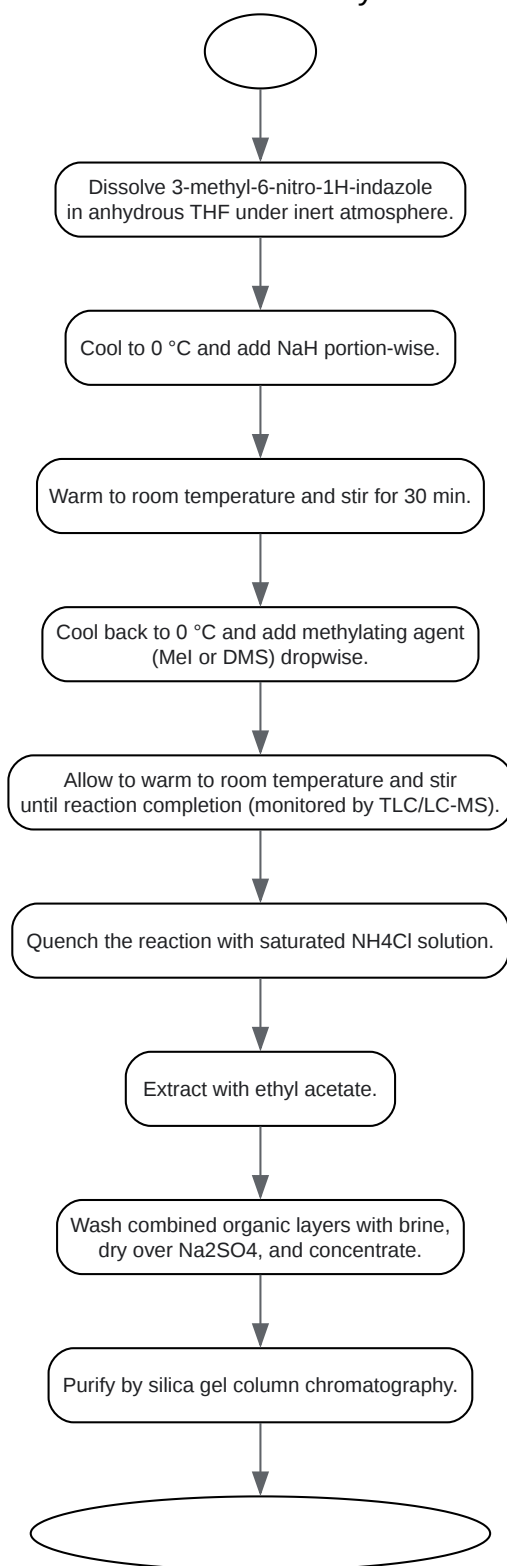 Dissolve 3-methyl-6-nitro-1H-indazole
in anhydrous THF under inert atmosphere.
Cool to 0 °C and add NaH portion-wise.
Warm to room temperature and stir for 30 min.
Cool back to 0 °C and add methylating agent
(MeI or DMS) dropwise.
Allow to warm to room temperature and stir
until reaction completion (monitored by TLC/LC-MS).
Quench the reaction with saturated NH4Cl solution.
Extract with ethyl acetate.
Wash combined organic layers with brine,
dry over Na2SO4, and concentrate.
Purify by silica gel column chromatography.